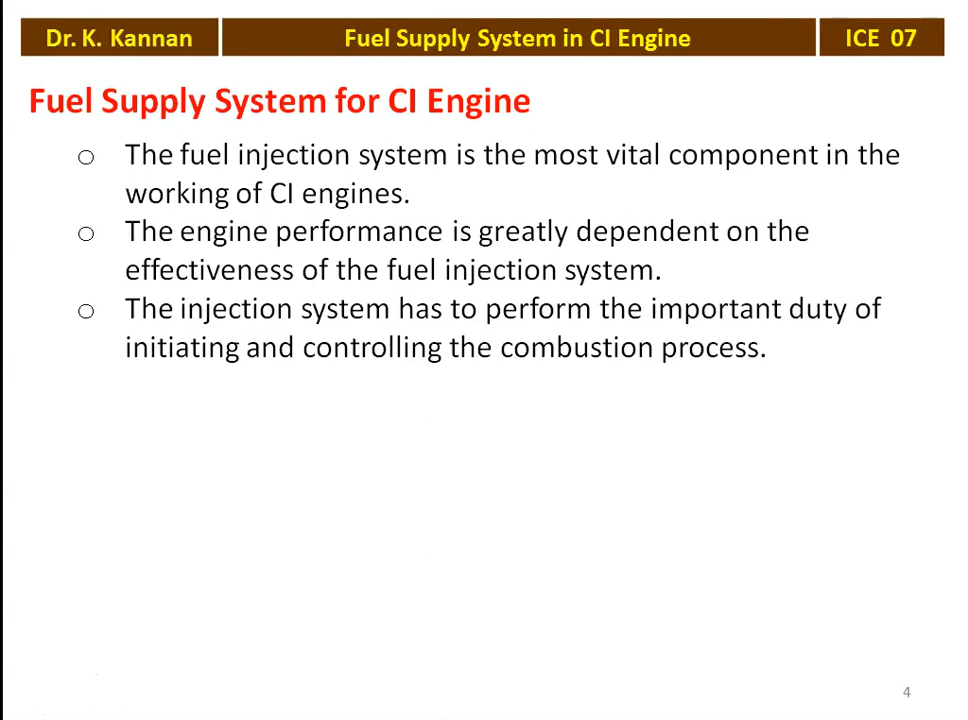 Dr. K. Kannan
Fuel Supply System in CI Engine
ICE 07
Fuel Supply System for CI Engine
o The fuel injection system is the most vital component in the
working of CI engines.
o The engine performance is greatly dependent on the
effectiveness of the fuel injection system.
o The injection system has to perform the important duty of
initiating and controlling the combustion process.
4